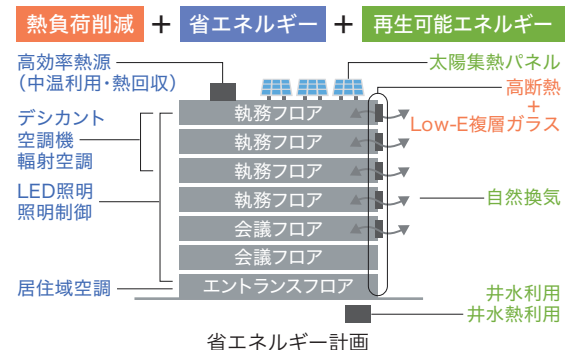 熱負荷削減 + 省エネルギー + 再生可能エネルギー
高効率熱源
(中温利用・熱回収)
太陽集熱パネル
高断熱
+
Low-E複層ガラス
デシカント
空調機
輻射空調
LED照明
照明制御
居住域空調
執務フロア
執務フロア
執務フロア
執務フロア
会議フロア
会議フロア
エントランスフロア
自然換気
井水利用
井水熱利用
省エネルギー計画